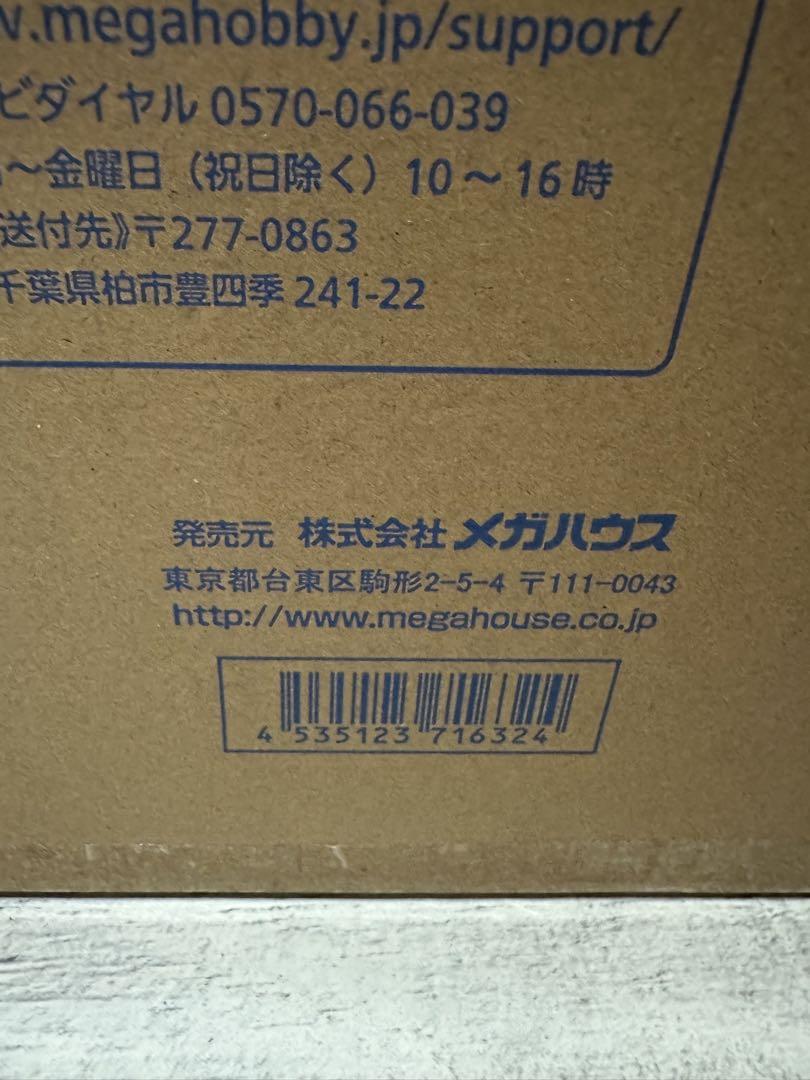 w.megahobby.jp/support/
ビダイヤル 0570-066-039
～金曜日（祝日除く）10～16時
送付先》〒277-0863
千葉県柏市豊四季 241-22
発売元 株式会社メガハウス
東京都台東区駒形2-5-4 〒111-0043
http://www.megahouse.co.jp
4 535123 716324